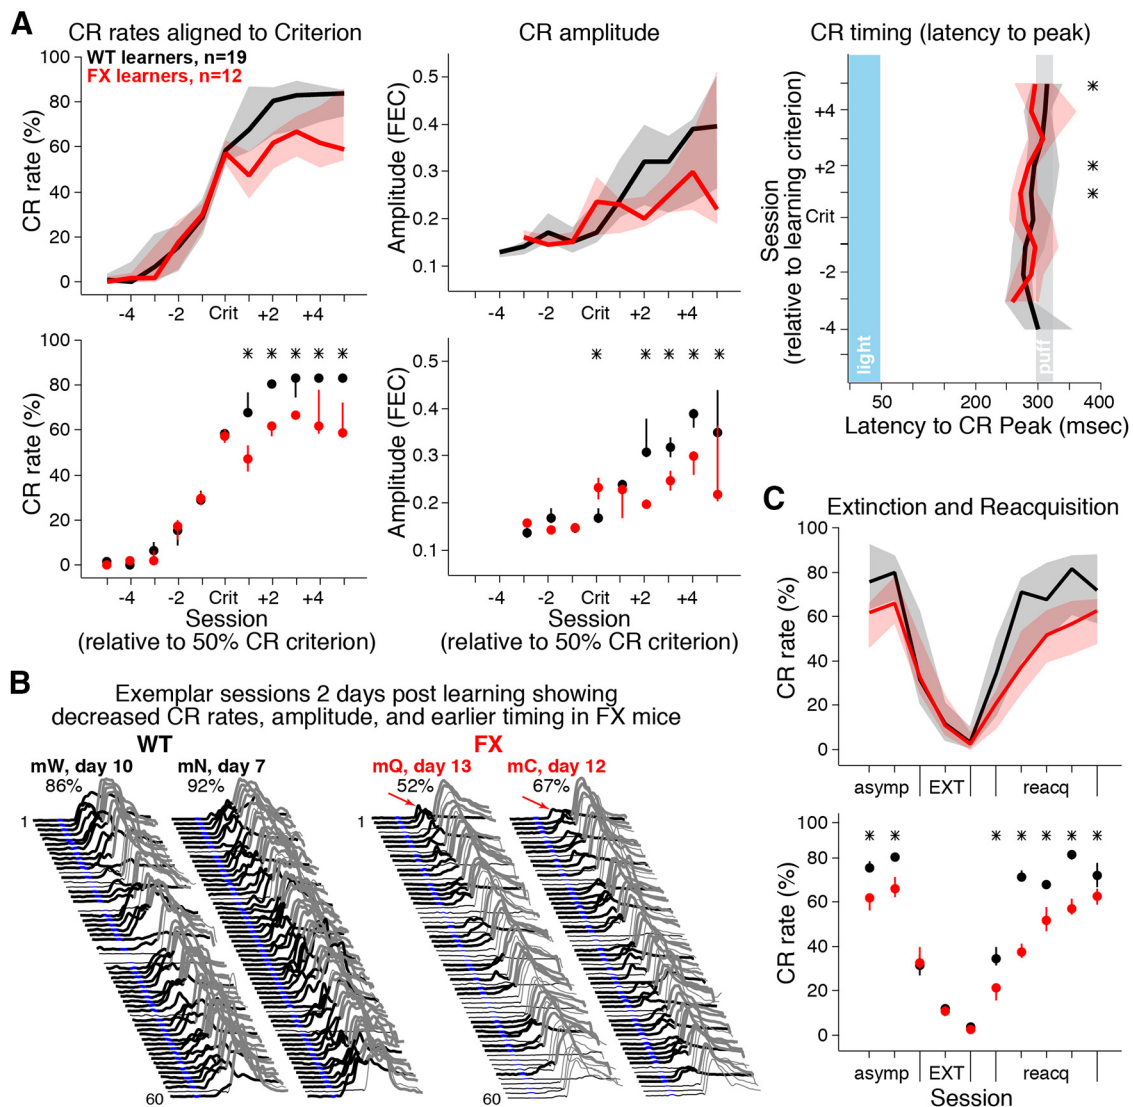 A
CR rates aligned to Criterion
WT learners, n=19
FX learners, n=12
100
80
60
40
20
0
CR rate (%)
-4 -2 Crit +2 +4
CR amplitude
0.5
0.4
0.3
0.2
0.1
Amplitude (FEC)
-4 -2 Crit +2 +4
CR timing (latency to peak)
Session
(relative to learning criterion)
+4
+2
Crit
-2
-4
*
*
*
light
puff
50 200 300 400
Latency to CR Peak (msec)
100
80
60
40
20
0
CR rate (%)
* * * * *
-4 -2 Crit +2 +4
Session
(relative to 50% CR criterion)
0.5
0.4
0.3
0.2
0.1
Amplitude (FEC)
* * * * *
-4 -2 Crit +2 +4
Session
(relative to 50% CR criterion)
B
Exemplar sessions 2 days post learning showing
decreased CR rates, amplitude, and earlier timing in FX mice
WT FX
mW, day 10 mN, day 7 mQ, day 13 mC, day 12
86% 92% 52% 67%
1 1
60 60
C
Extinction and Reacquisition
100
80
60
40
20
0
CR rate (%)
asymp EXT reacq
100
80
60
40
20
0
CR rate (%)
* * * * * * *
asymp EXT reacq
Session